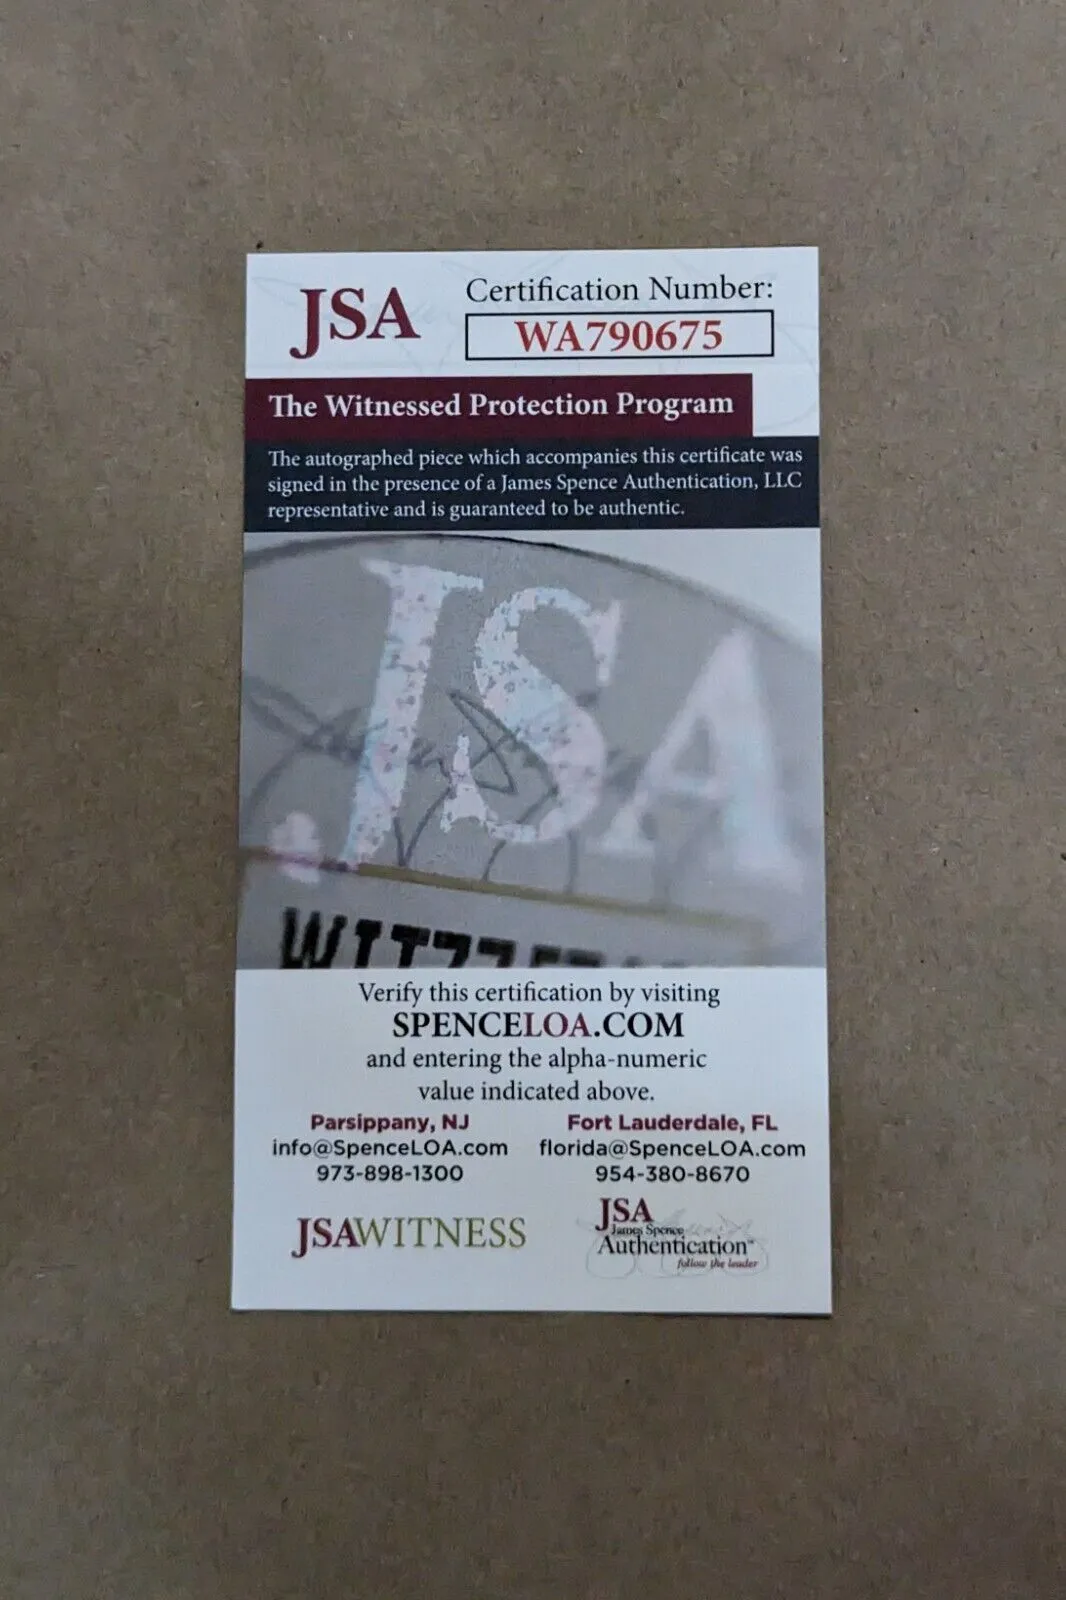 JSA
Certification Number:
WA790675
The Witnessed Protection Program
The autographed piece which accompanies this certificate was
signed in the presence of a James Spence Authentication, LLC
representative and is guaranteed to be authentic.
JSA
Verify this certification by visiting
SPENCELOA.COM
and entering the alpha-numeric
value indicated above.
Parsippany, NJ
info@SpenceLOA.com
973-898-1300
Fort Lauderdale, FL
florida@SpenceLOA.com
954-380-8670
JSAWITNESS
JSA
James Spence
Authentication™
follow the leader